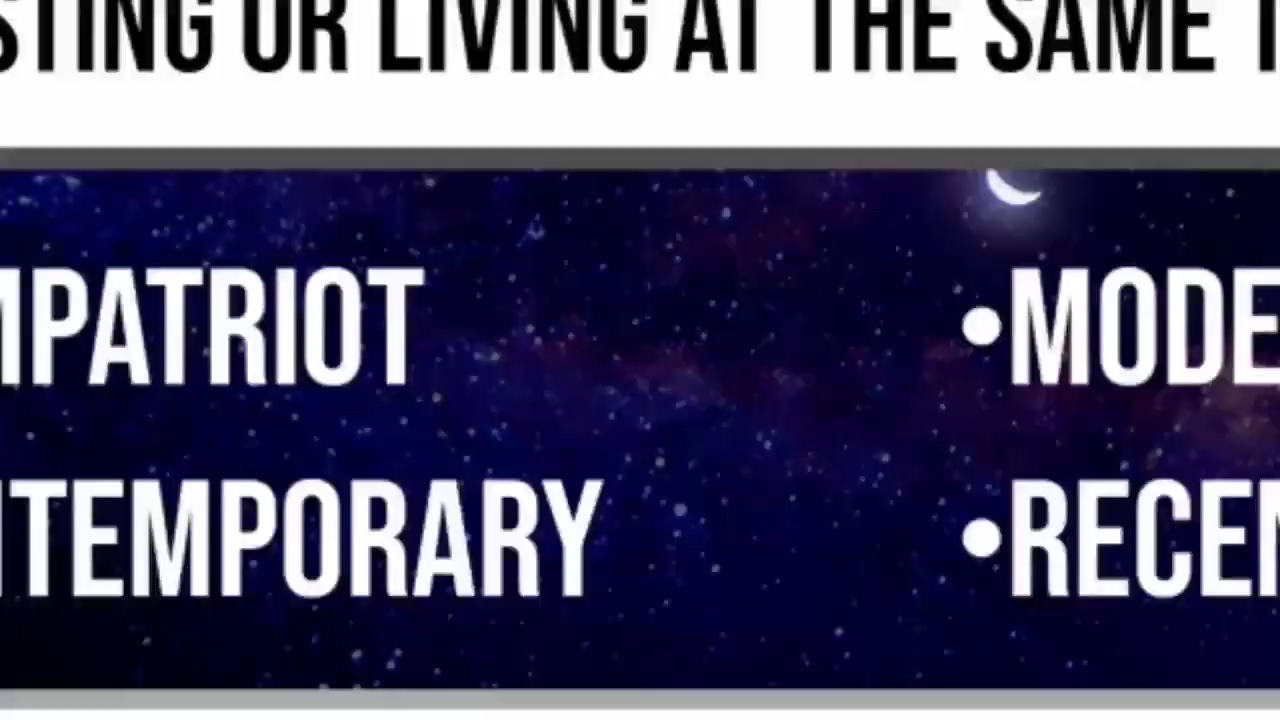 STING OR LIVING AT THE SAME T
MPATRIOT
•MODE
NTEMPORARY
•RECEN